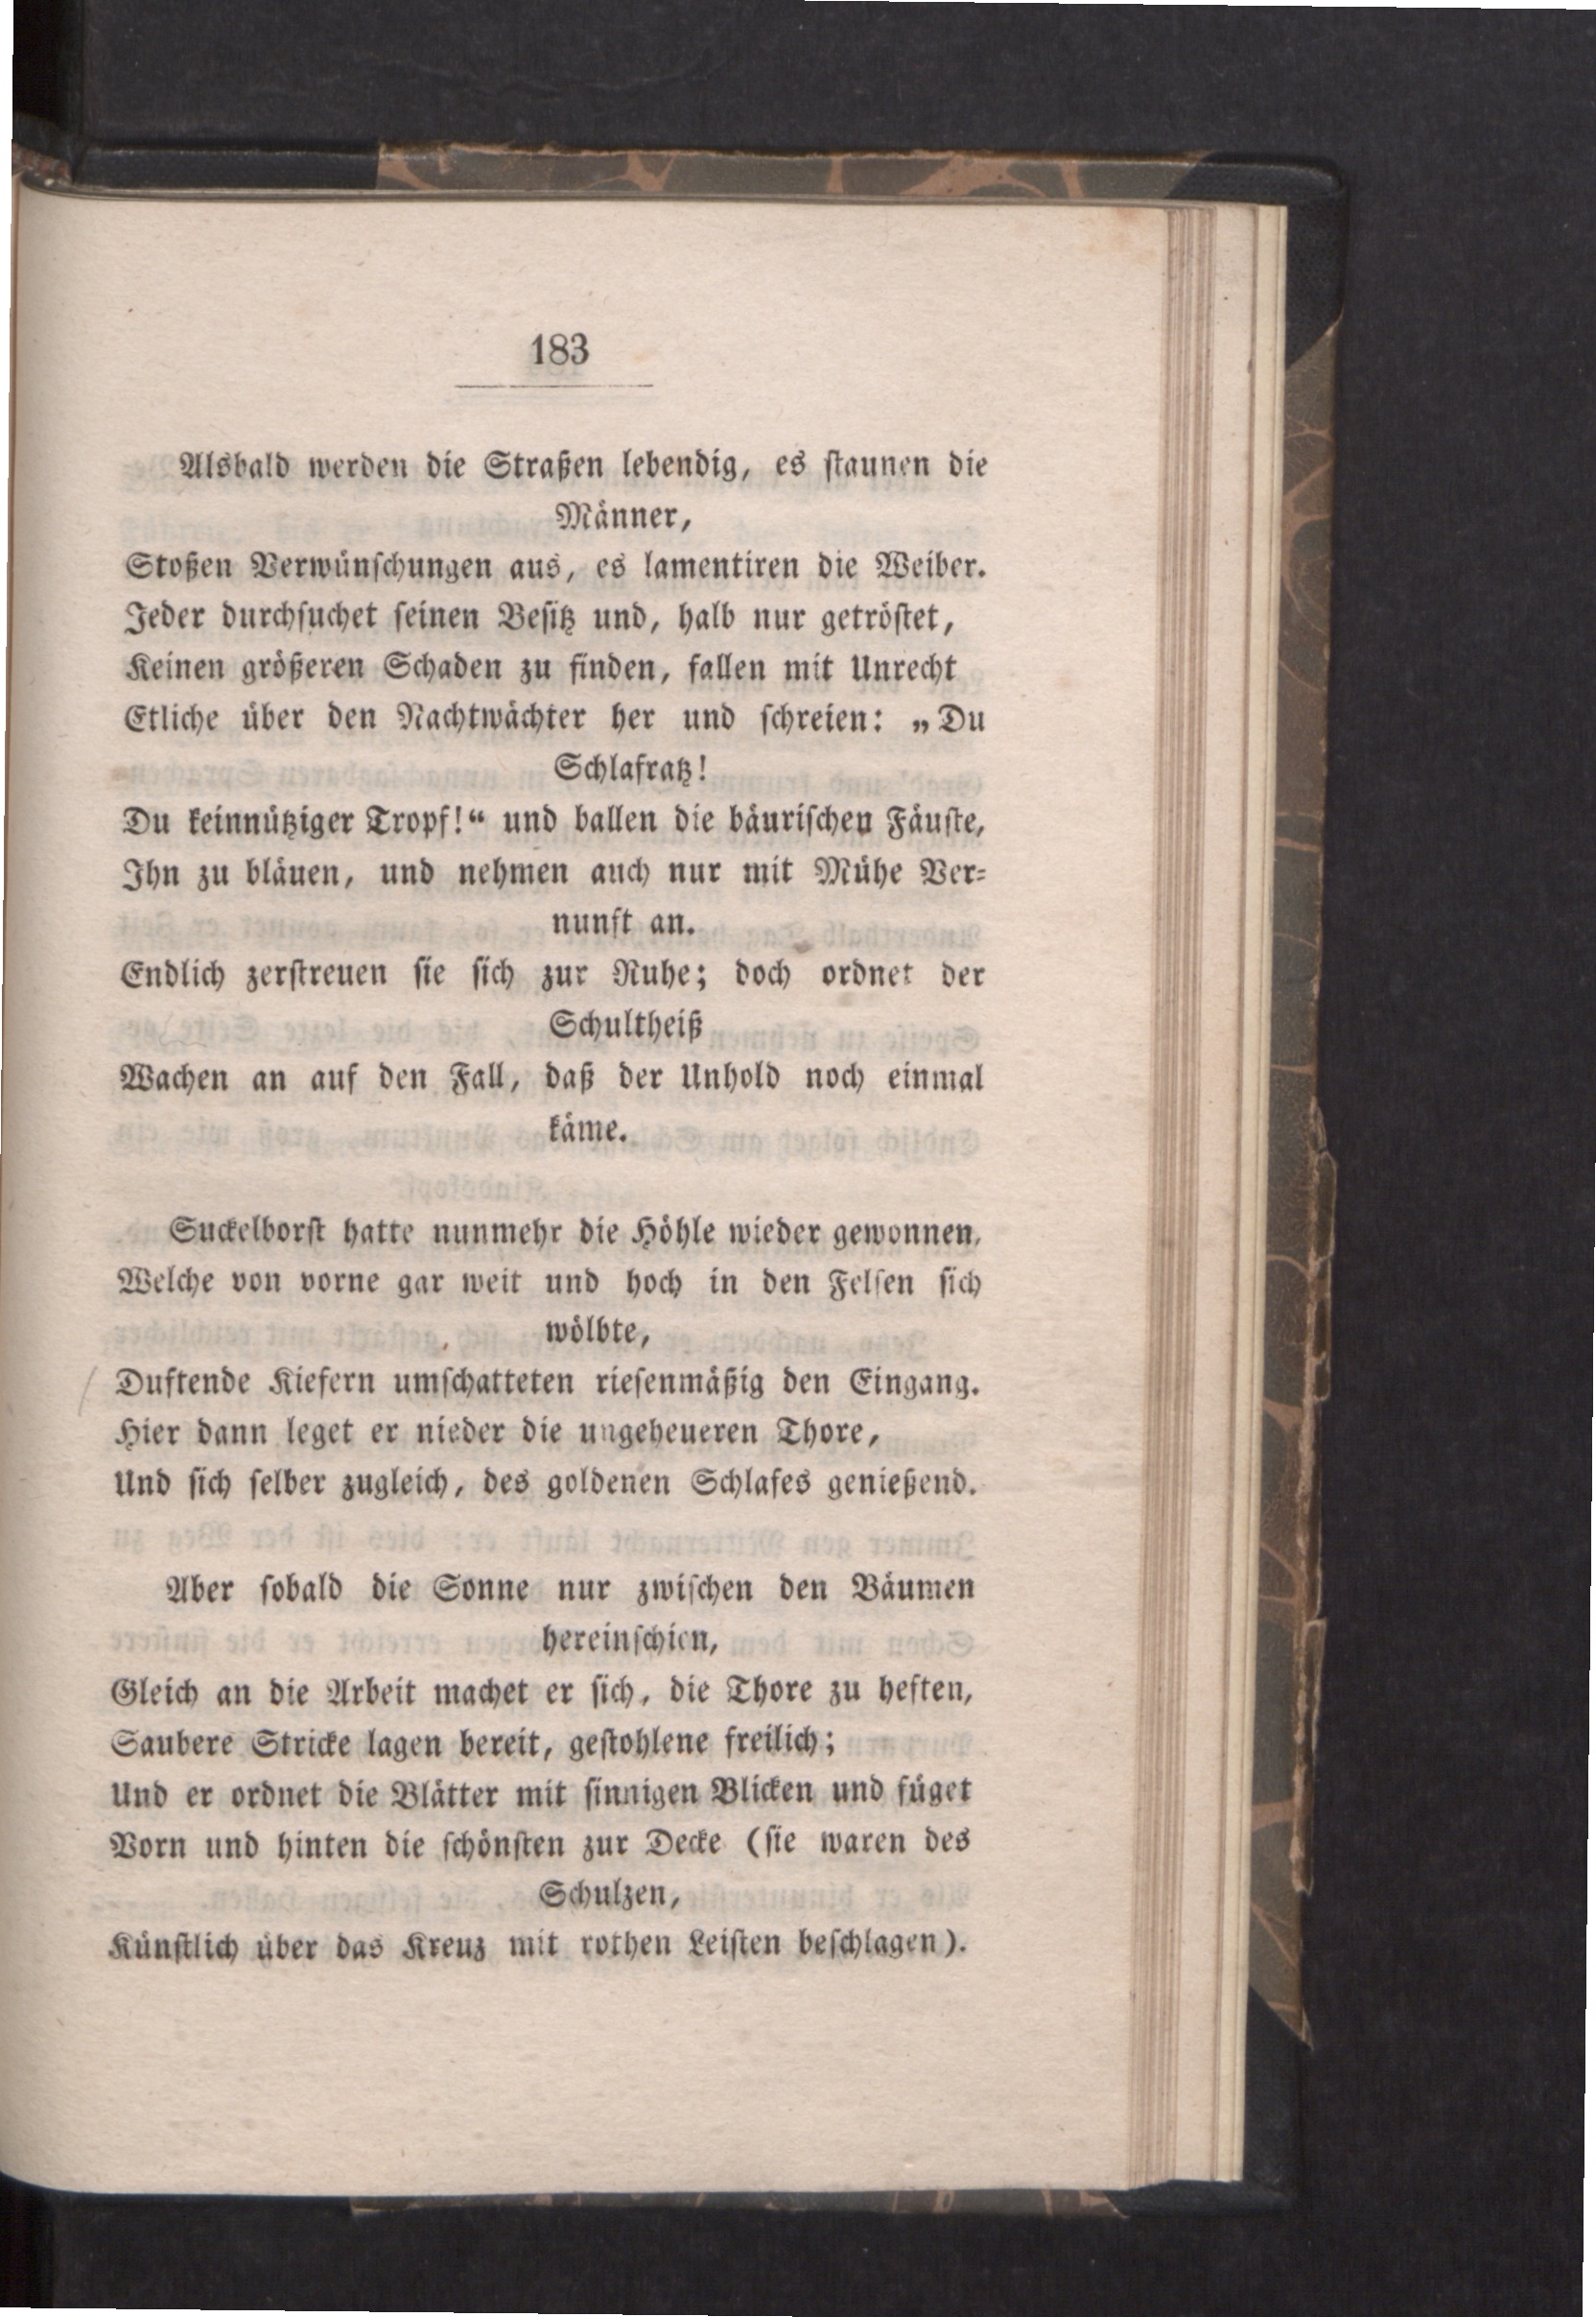 183
Alsbald werden die Straßen lebendig, es staunen die
Männer,
Stoßen Verwünschungen aus, es lamentiren die Weiber.
Jeder durchsuchet seinen Besitz und, halb nur getröstet,
Keinen größeren Schaden zu finden, fallen mit Unrecht
Etliche über den Nachtwächter her und schreien: „Du
Schlafratz!
Du keinnütziger Tropf!“ und ballen die bäurischen Fäuste,
Ihn zu bläuen, und nehmen auch nur mit Mühe Ver-
nunft an.
Endlich zerstreuen sie sich zur Ruhe; doch ordnet der
Schultheiß
Wachen an auf den Fall, daß der Unhold noch einmal
käme.
Suckelborst hatte nunmehr die Höhle wieder gewonnen,
Welche von vorne gar weit und hoch in den Felsen sich
wölbte,
Duftende Kiefern umschatteten riesenmäßig den Eingang.
Hier dann leget er nieder die ungeheueren Thore,
Und sich selber zugleich, des goldenen Schlafes genießend.
Aber sobald die Sonne nur zwischen den Bäumen
hereinschien,
Gleich an die Arbeit machet er sich, die Thore zu heften,
Saubere Stricke lagen bereit, gestohlene freilich;
Und er ordnet die Blätter mit sinnigen Blicken und füget
Vorn und hinten die schönsten zur Decke (sie waren des
Schulzen,
Künstlich über das Kreuz mit rothen Leisten beschlagen).